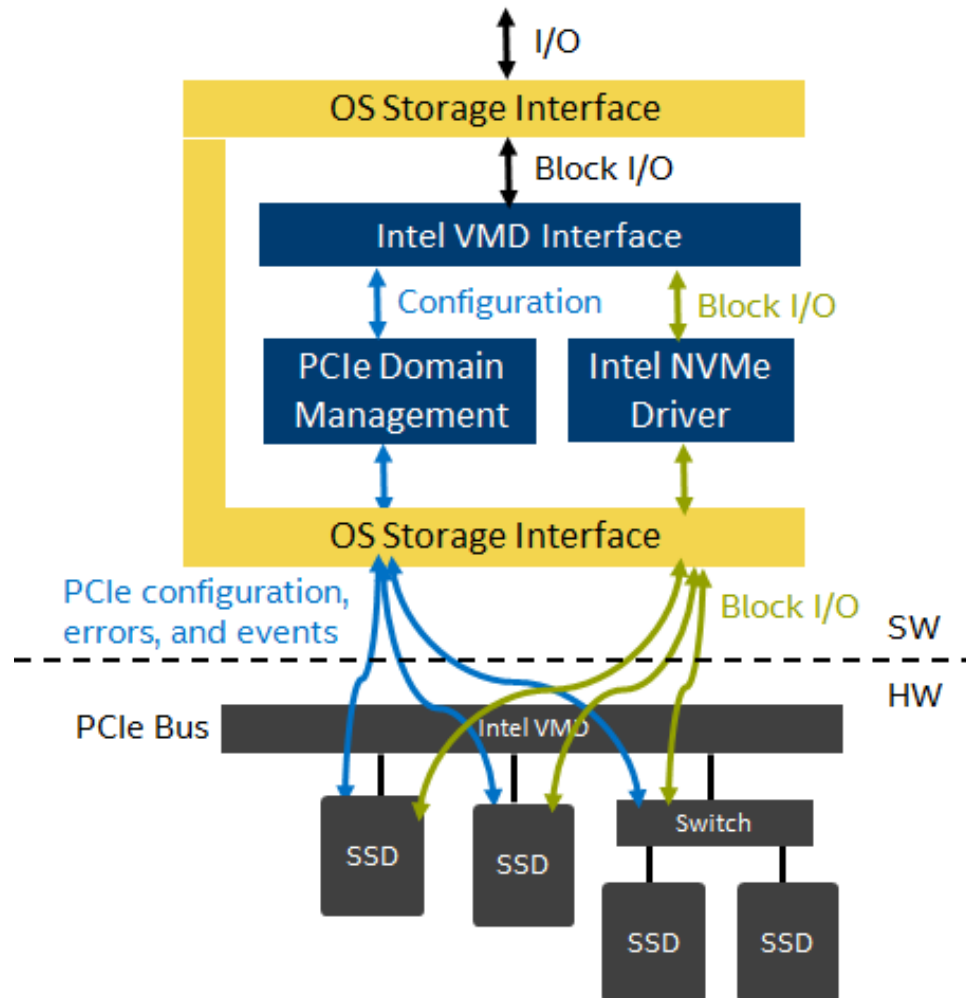 I/O
OS Storage Interface
Block I/O
Intel VMD Interface
Configuration
Block I/O
PCIe Domain
Management
Intel NVMe
Driver
OS Storage Interface
PCIe configuration,
errors, and events
Block I/O
SW
HW
PCIe Bus
Intel VMD
SSD
SSD
Switch
SSD
SSD